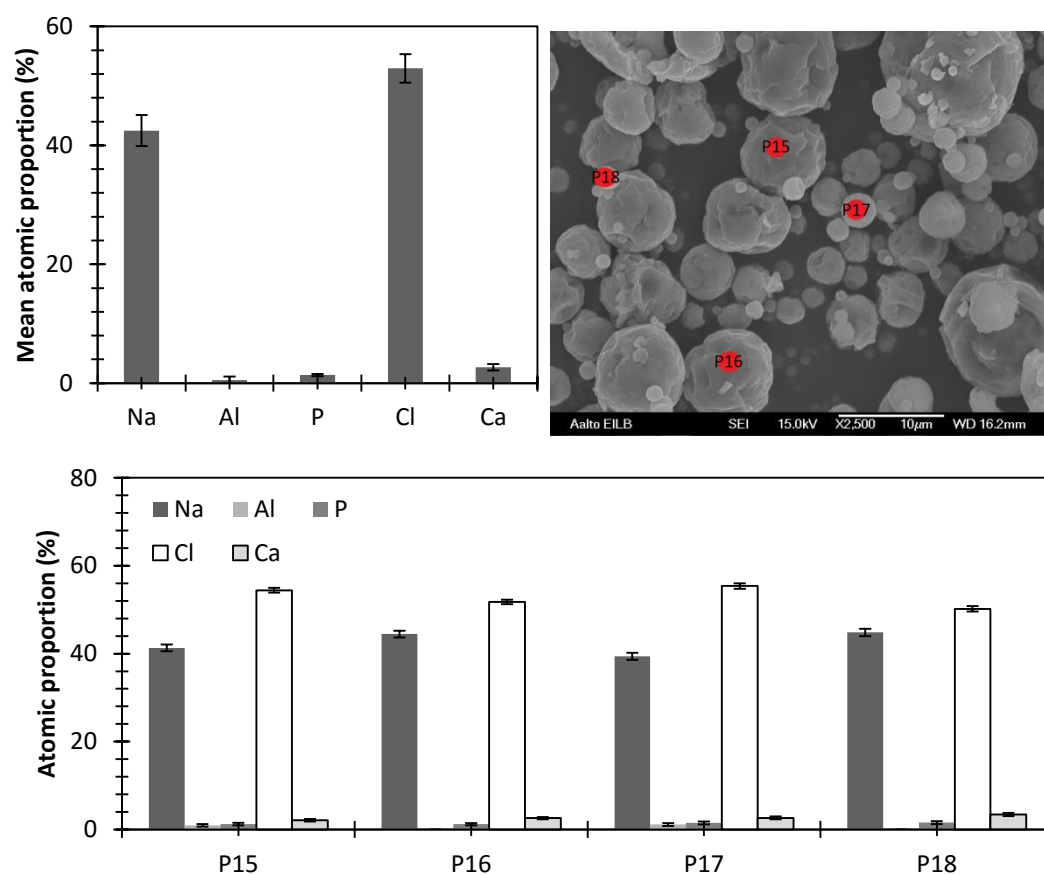 Mean atomic proportion (%)
60
40
20
0
Na Al P Cl Ca
P15
P18
P17
P16
Aalto EILB SEI 15.0kV X2,500 10µm WD 16.2mm
Atomic proportion (%)
80
60
40
20
0
Na Al P
Cl Ca
P15 P16 P17 P18